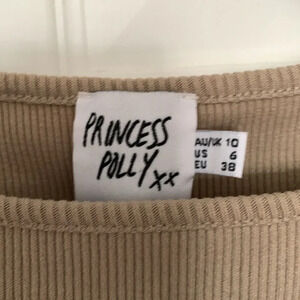 PRINCESS
POLLY xx
AU/UK 10
US 6
EU 38